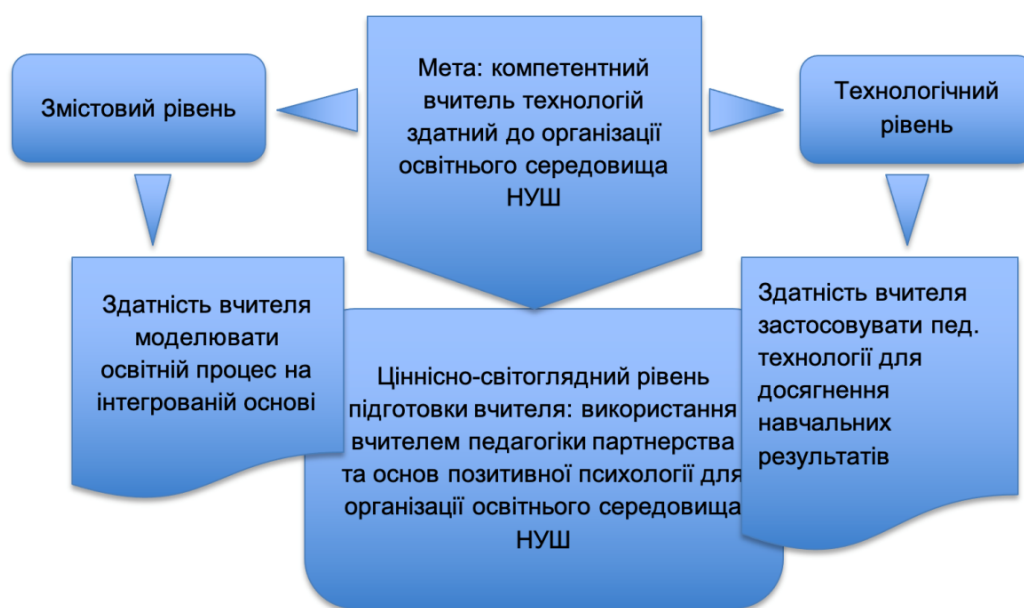 Змістовий рівень
Мета: компетентний
вчитель технологій
здатний до організації
освітнього середовища
НУШ
Технологічний
рівень
Здатність вчителя
моделювати
освітній процес на
інтегрованій основі
Ціннісно-світоглядний рівень
підготовки вчителя: використання
вчителем педагогіки партнерства
та основ позитивної психології для
організації освітнього середовища
НУШ
Здатність вчителя
застосовувати пед.
технології для
досягнення
навчальних
результатів